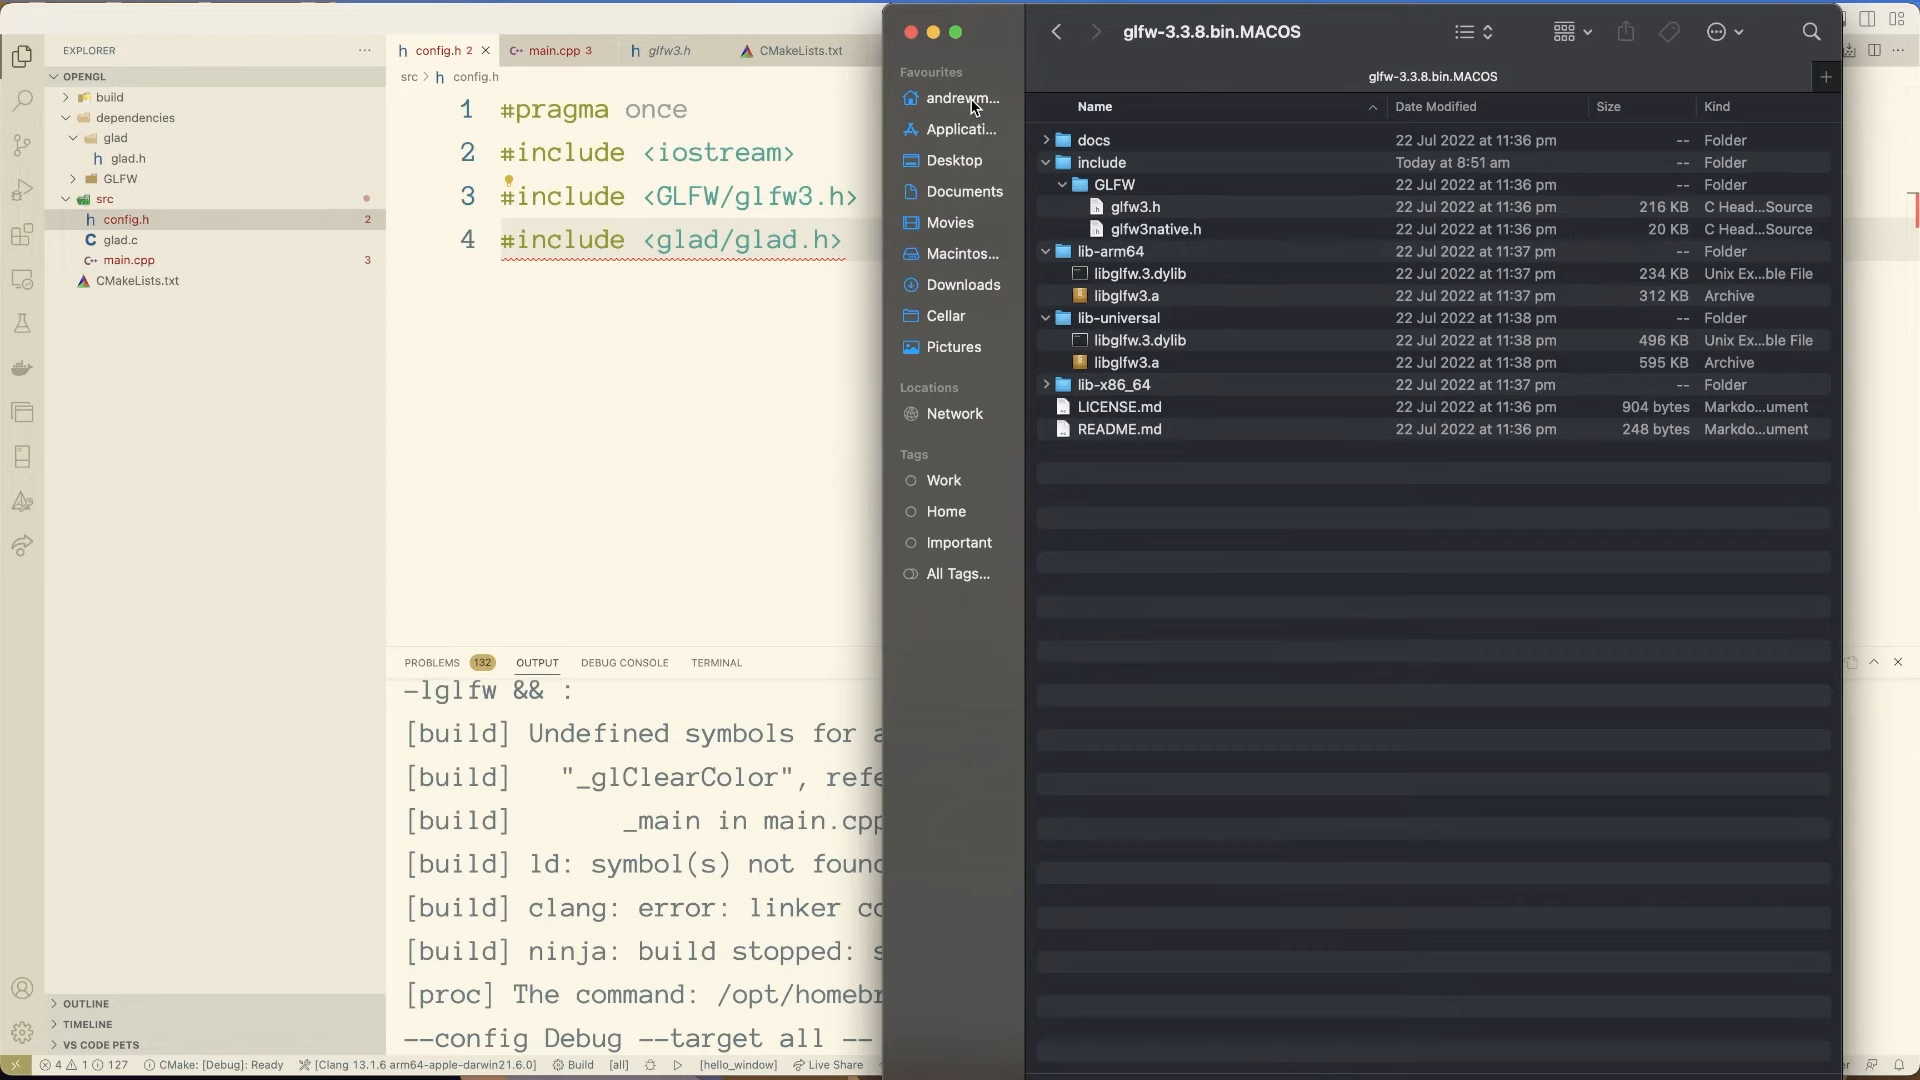 EXPLORER
OPENGL
build
dependencies
glad
glad.h
GLFW
src
config.h 2
glad.c
main.cpp 3
CMakeLists.txt
OUTLINE
TIMELINE
VS CODE PETS
config.h 2
main.cpp 3
glfw3.h
CMakeLists.txt
src > config.h
1 #pragma once
2 #include <iostream>
3 #include <GLFW/glfw3.h>
4 #include <glad/glad.h>
PROBLEMS 132 OUTPUT DEBUG CONSOLE TERMINAL
-lglfw && :
[build] Undefined symbols for a
[build] "_glClearColor", refe
[build] _main in main.cpp
[build] ld: symbol(s) not foun
[build] clang: error: linker co
[build] ninja: build stopped: s
[proc] The command: /opt/homeb
--config Debug --target all --
4 1 127 CMake: [Debug]: Ready [Clang 13.1.6 arm64-apple-darwin21.6.0] Build [all] [hello_window] Live Share
glfw-3.3.8.bin.MACOS
glfw-3.3.8.bin.MACOS
Favourites
andrewm...
Applicati...
Desktop
Documents
Movies
Macintos...
Downloads
Cellar
Pictures
Locations
Network
Tags
Work
Home
Important
All Tags...
Name Date Modified Size Kind
docs 22 Jul 2022 at 11:36 pm -- Folder
include Today at 8:51 am -- Folder
GLFW 22 Jul 2022 at 11:36 pm -- Folder
glfw3.h 22 Jul 2022 at 11:36 pm 216 KB C Head...Source
glfw3native.h 22 Jul 2022 at 11:36 pm 20 KB C Head...Source
lib-arm64 22 Jul 2022 at 11:37 pm -- Folder
libglfw.3.dylib 22 Jul 2022 at 11:37 pm 234 KB Unix Ex...ble File
libglfw3.a 22 Jul 2022 at 11:37 pm 312 KB Archive
lib-universal 22 Jul 2022 at 11:38 pm -- Folder
libglfw.3.dylib 22 Jul 2022 at 11:38 pm 496 KB Unix Ex...ble File
libglfw3.a 22 Jul 2022 at 11:38 pm 595 KB Archive
lib-x86_64 22 Jul 2022 at 11:37 pm -- Folder
LICENSE.md 22 Jul 2022 at 11:36 pm 904 bytes Markdo...ument
README.md 22 Jul 2022 at 11:36 pm 248 bytes Markdo...ument